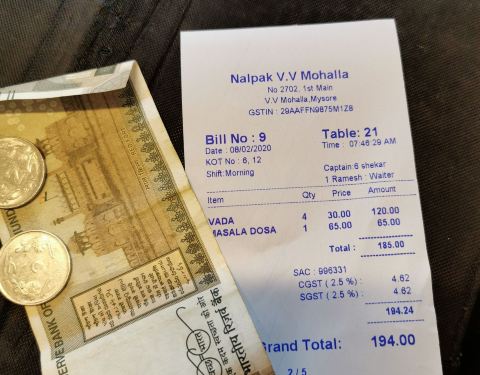 Nalpak V.V Mohalla
No 2702, 1st Main
V.V Mohalla,Mysore
GSTIN : 29AAFFN9875M1Z8
Bill No : 9 Table: 21
Date : 08/02/2020 Time : 07:46:29 AM
KOT No : 6, 12
Shift:Morning Captain:6 shekar
1 Ramesh : Waiter
Item Qty Price Amount
VADA 4 30.00 120.00
MASALA DOSA 1 65.00 65.00
Total : 185.00
SAC : 996331
CGST ( 2.5% ) : 4.62
SGST ( 2.5% ) : 4.62
194.24
Grand Total: 194.00
2 / 5
भारतीय रिज़र्व बैंक
ERVE BANK OF